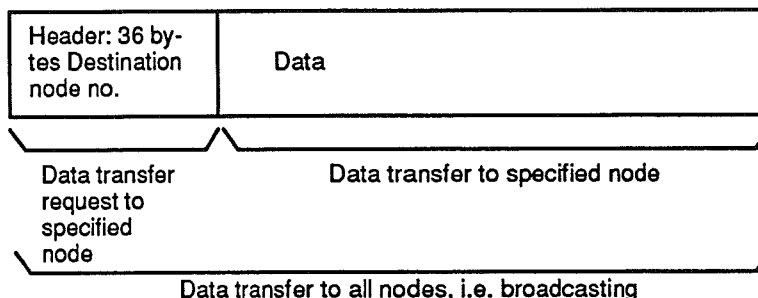 Header: 36 by-
tes Destination
node no.
Data
Data transfer
request to
specified
node
Data transfer to specified node
Data transfer to all nodes, i.e. broadcasting